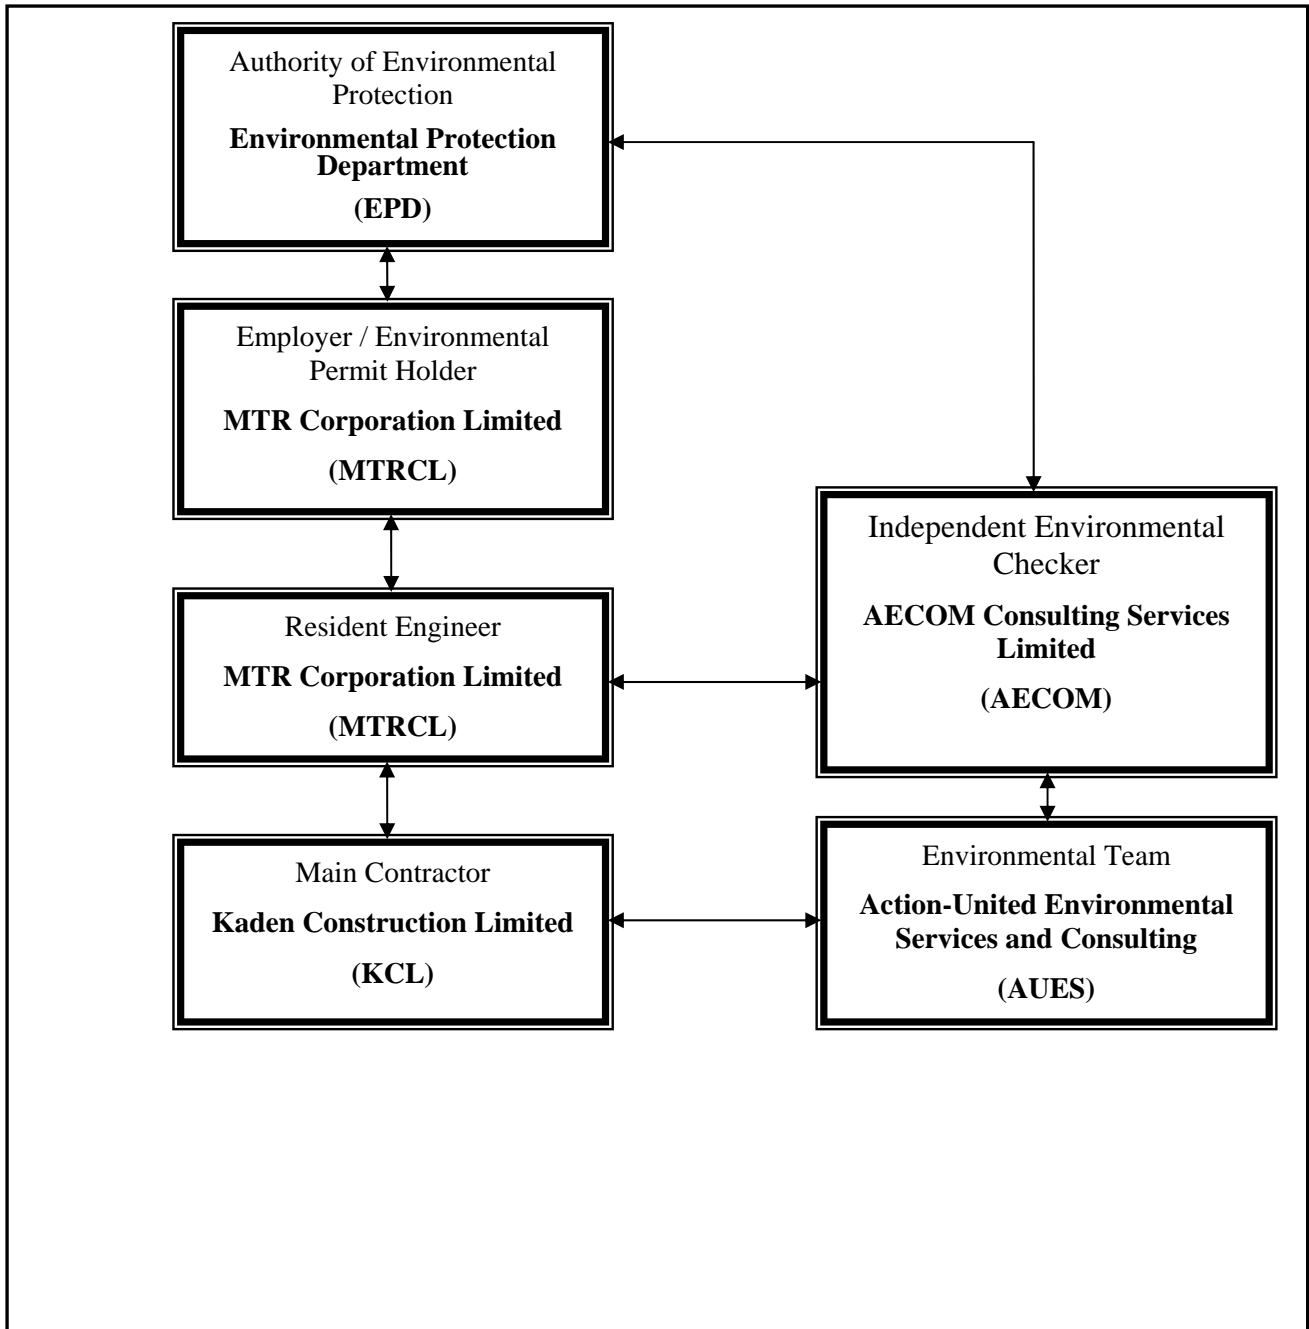 Authority of Environmental
Protection
Environmental Protection
Department
(EPD)
Employer / Environmental
Permit Holder
MTR Corporation Limited
(MTRCL)
Resident Engineer
MTR Corporation Limited
(MTRCL)
Main Contractor
Kaden Construction Limited
(KCL)
Independent Environmental
Checker
AECOM Consulting Services
Limited
(AECOM)
Environmental Team
Action-United Environmental
Services and Consulting
(AUES)